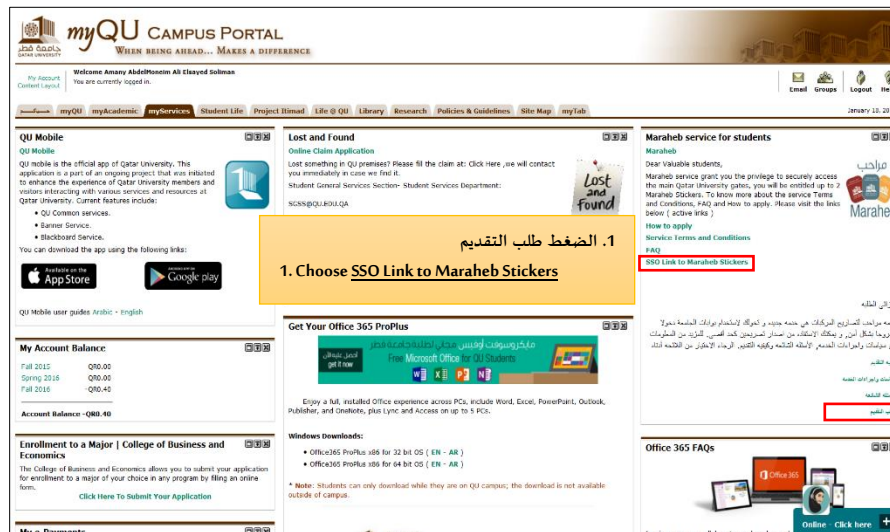 جامعة قطر
QATAR UNIVERSITY
myQU CAMPUS PORTAL
WHEN BEING AHEAD... MAKES A DIFFERENCE
My Account
Content Layout
Welcome Amany AbdelMoneim Ali Elsayed Soliman
You are currently logged in.
Email Groups Logout
myQU myAcademic myServices Student Life Project Itimad Life @ QU Library Research Policies & Guidelines Site Map myTab
January 18, 20
QU Mobile
QU Mobile
QU mobile is the official app of Qatar University. This
application is a part of an ongoing project that was initiated
to enhance the experience of Qatar University members and
visitors interacting with various services and resources at
Qatar University. Current features include:
• QU Common services.
• Banner Service.
• Blackboard Service.
You can download the app using the following links:
Available on the
App Store
Google play
QU Mobile user guides Arabic - English
My Account Balance
Fall 2015 QR0.00
Spring 2016 QR0.00
Fall 2016 -QR0.40
Account Balance -QR0.40
Enrollment to a Major | College of Business and
Economics
The College of Business and Economics allows you to submit your application
for enrollment to a major of your choice in any program by filling an online
form.
Click Here To Submit Your Application
My e-Payments
Lost and Found
Online Claim Application
Lost something in QU premises? Please fill the claim at: Click Here ,we will contact
you immediately in case we find it.
Student General Services Section- Student Services Department:
SGSS@QU.EDU.QA
Lost
and
Found
1. الضغط طلب التقديم
1. Choose SSO Link to Maraheb Stickers
Get Your Office 365 ProPlus
مايكروسوفت أوفيس مجاني لطلبة جامعة قطر
Free Microsoft Office for QU Students
احصل عليه الآن
get it now
Enjoy a full, installed Office experience across PCs, include Word, Excel, PowerPoint, Outlook,
Publisher, and OneNote, plus Lync and Access on up to 5 PCs.
Windows Downloads:
• Office365 ProPlus x86 for 32 bit OS ( EN - AR )
• Office365 ProPlus x86 for 64 bit OS ( EN - AR )
* Note: Students can only download while they are on QU campus; the download is not available
outside of campus.
Maraheb service for students
Maraheb
Dear Valuable students,
Maraheb service grant you the privilege to securely access
the main Qatar University gates, you will be entitled up to 2
Maraheb Stickers. To know more about the service Terms
and Conditions, FAQ and How to apply. Please visit the links
below ( active links )
مراحب
Marahe
How to apply
Service Terms and Conditions
FAQ
SSO Link to Maraheb Stickers
Office 365 FAQs
Office 365
Online - Click here